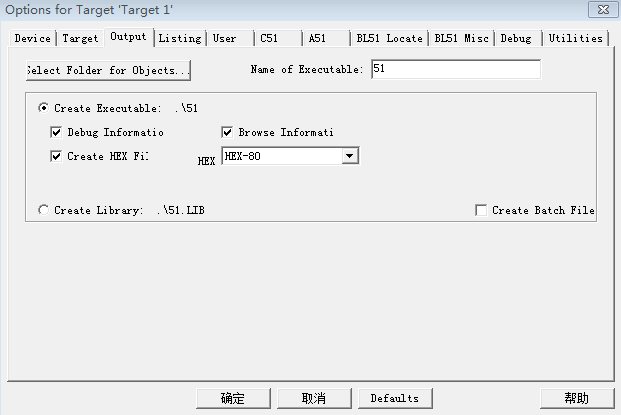 Options for Target 'Target 1'
Device Target Output Listing User C51 A51 BL51 Locate BL51 Misc Debug Utilities
Select Folder for Objects... Name of Executable: 51
Create Executable: .\51
Debug Informatio Browse Informati
Create HEX Fi: HEX HEX-80
Create Library: .\51.LIB Create Batch File
确定 取消 Defaults 帮助